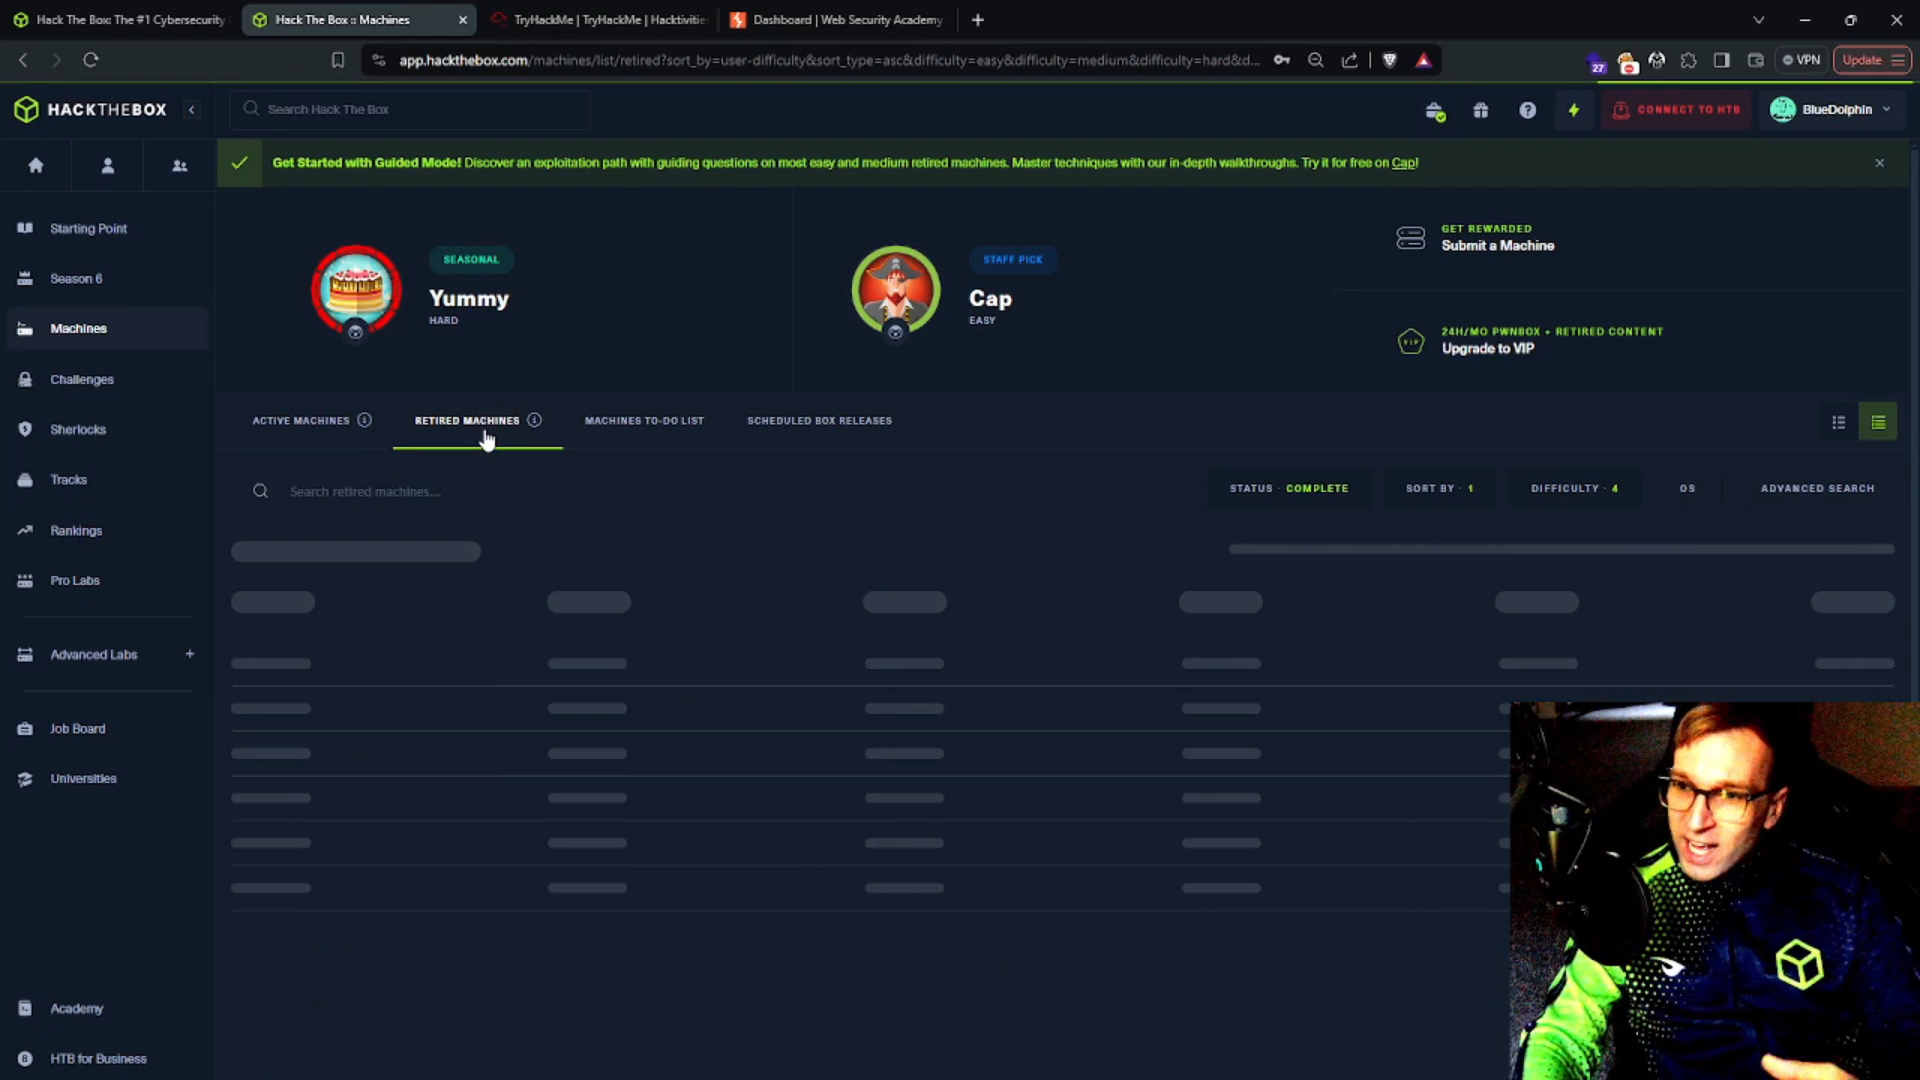 Hack The Box: The #1 Cybersecurity
Hack The Box :: Machines
TryHackMe | TryHackMe | Hacktivitie
Dashboard | Web Security Academy
app.hackthebox.com/machines/list/retired?sort_by=user-difficulty&sort_type=asc&difficulty=easy&difficulty=medium&difficulty=hard&d...
27
VPN
Update
HACKTHEBOX
Search Hack The Box
CONNECT TO HTB
BlueDolphin
Get Started with Guided Mode! Discover an exploitation path with guiding questions on most easy and medium retired machines. Master techniques with our in-depth walkthroughs. Try it for free on Cap!
Starting Point
Season 6
Machines
Challenges
Sherlocks
Tracks
Rankings
Pro Labs
Advanced Labs +
Job Board
Universities
Academy
HTB for Business
SEASONAL
Yummy
HARD
STAFF PICK
Cap
EASY
GET REWARDED
Submit a Machine
VIP
24H/MO PWNBOX + RETIRED CONTENT
Upgrade to VIP
ACTIVE MACHINES
RETIRED MACHINES
MACHINES TO-DO LIST
SCHEDULED BOX RELEASES
Search retired machines...
STATUS · COMPLETE
SORT BY · 1
DIFFICULTY · 4
OS
ADVANCED SEARCH